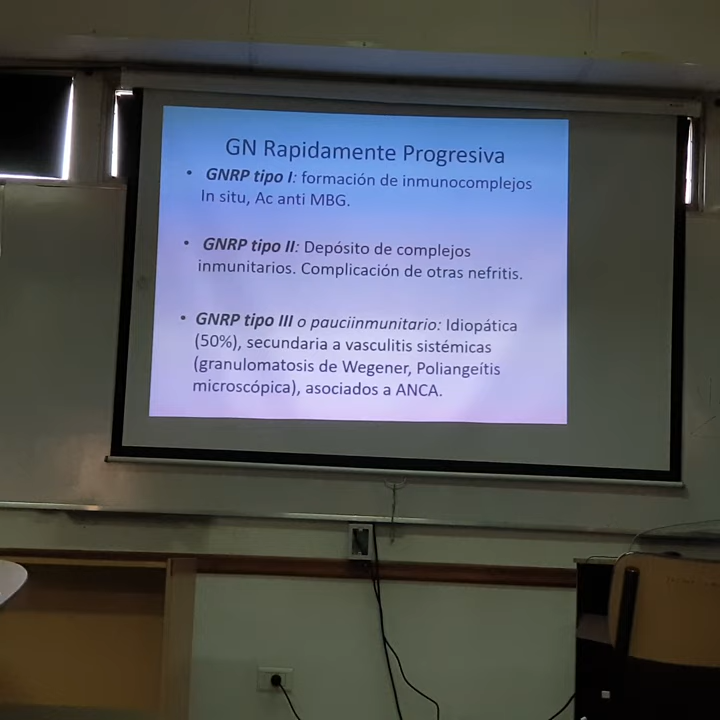 GN Rapidamente Progresiva
• GNRP tipo I: formación de inmunocomplejos
In situ, Ac anti MBG.
• GNRP tipo II: Depósito de complejos
inmunitarios. Complicación de otras nefritis.
• GNRP tipo III o pauciinmunitario: Idiopática
(50%), secundaria a vasculitis sistémicas
(granulomatosis de Wegener, Poliangeítis
microscópica), asociados a ANCA.